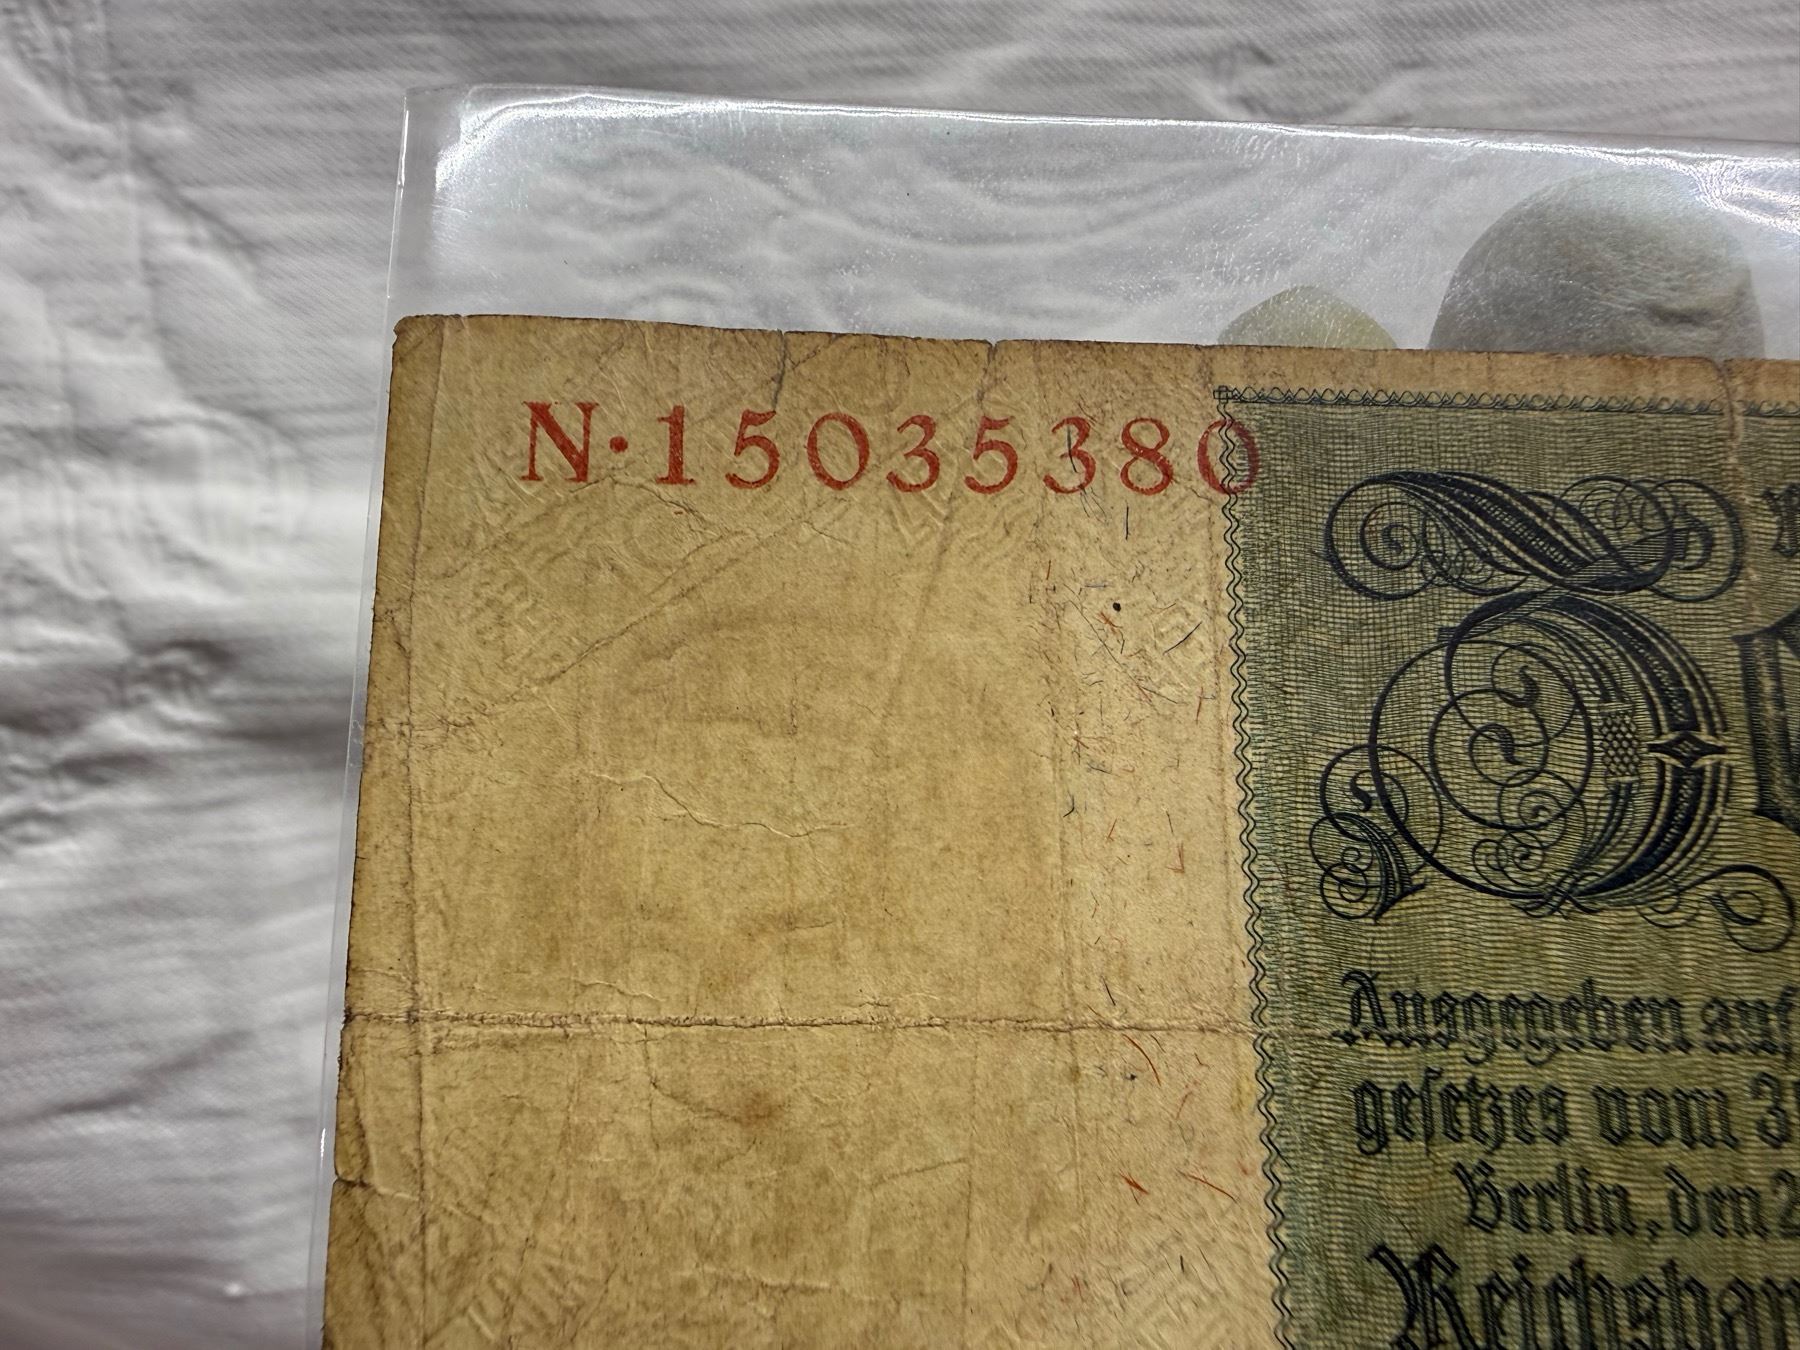 N·15035380
Ausgegeben auf
gesetzes vom 3
Berlin, den 2
Reichsban